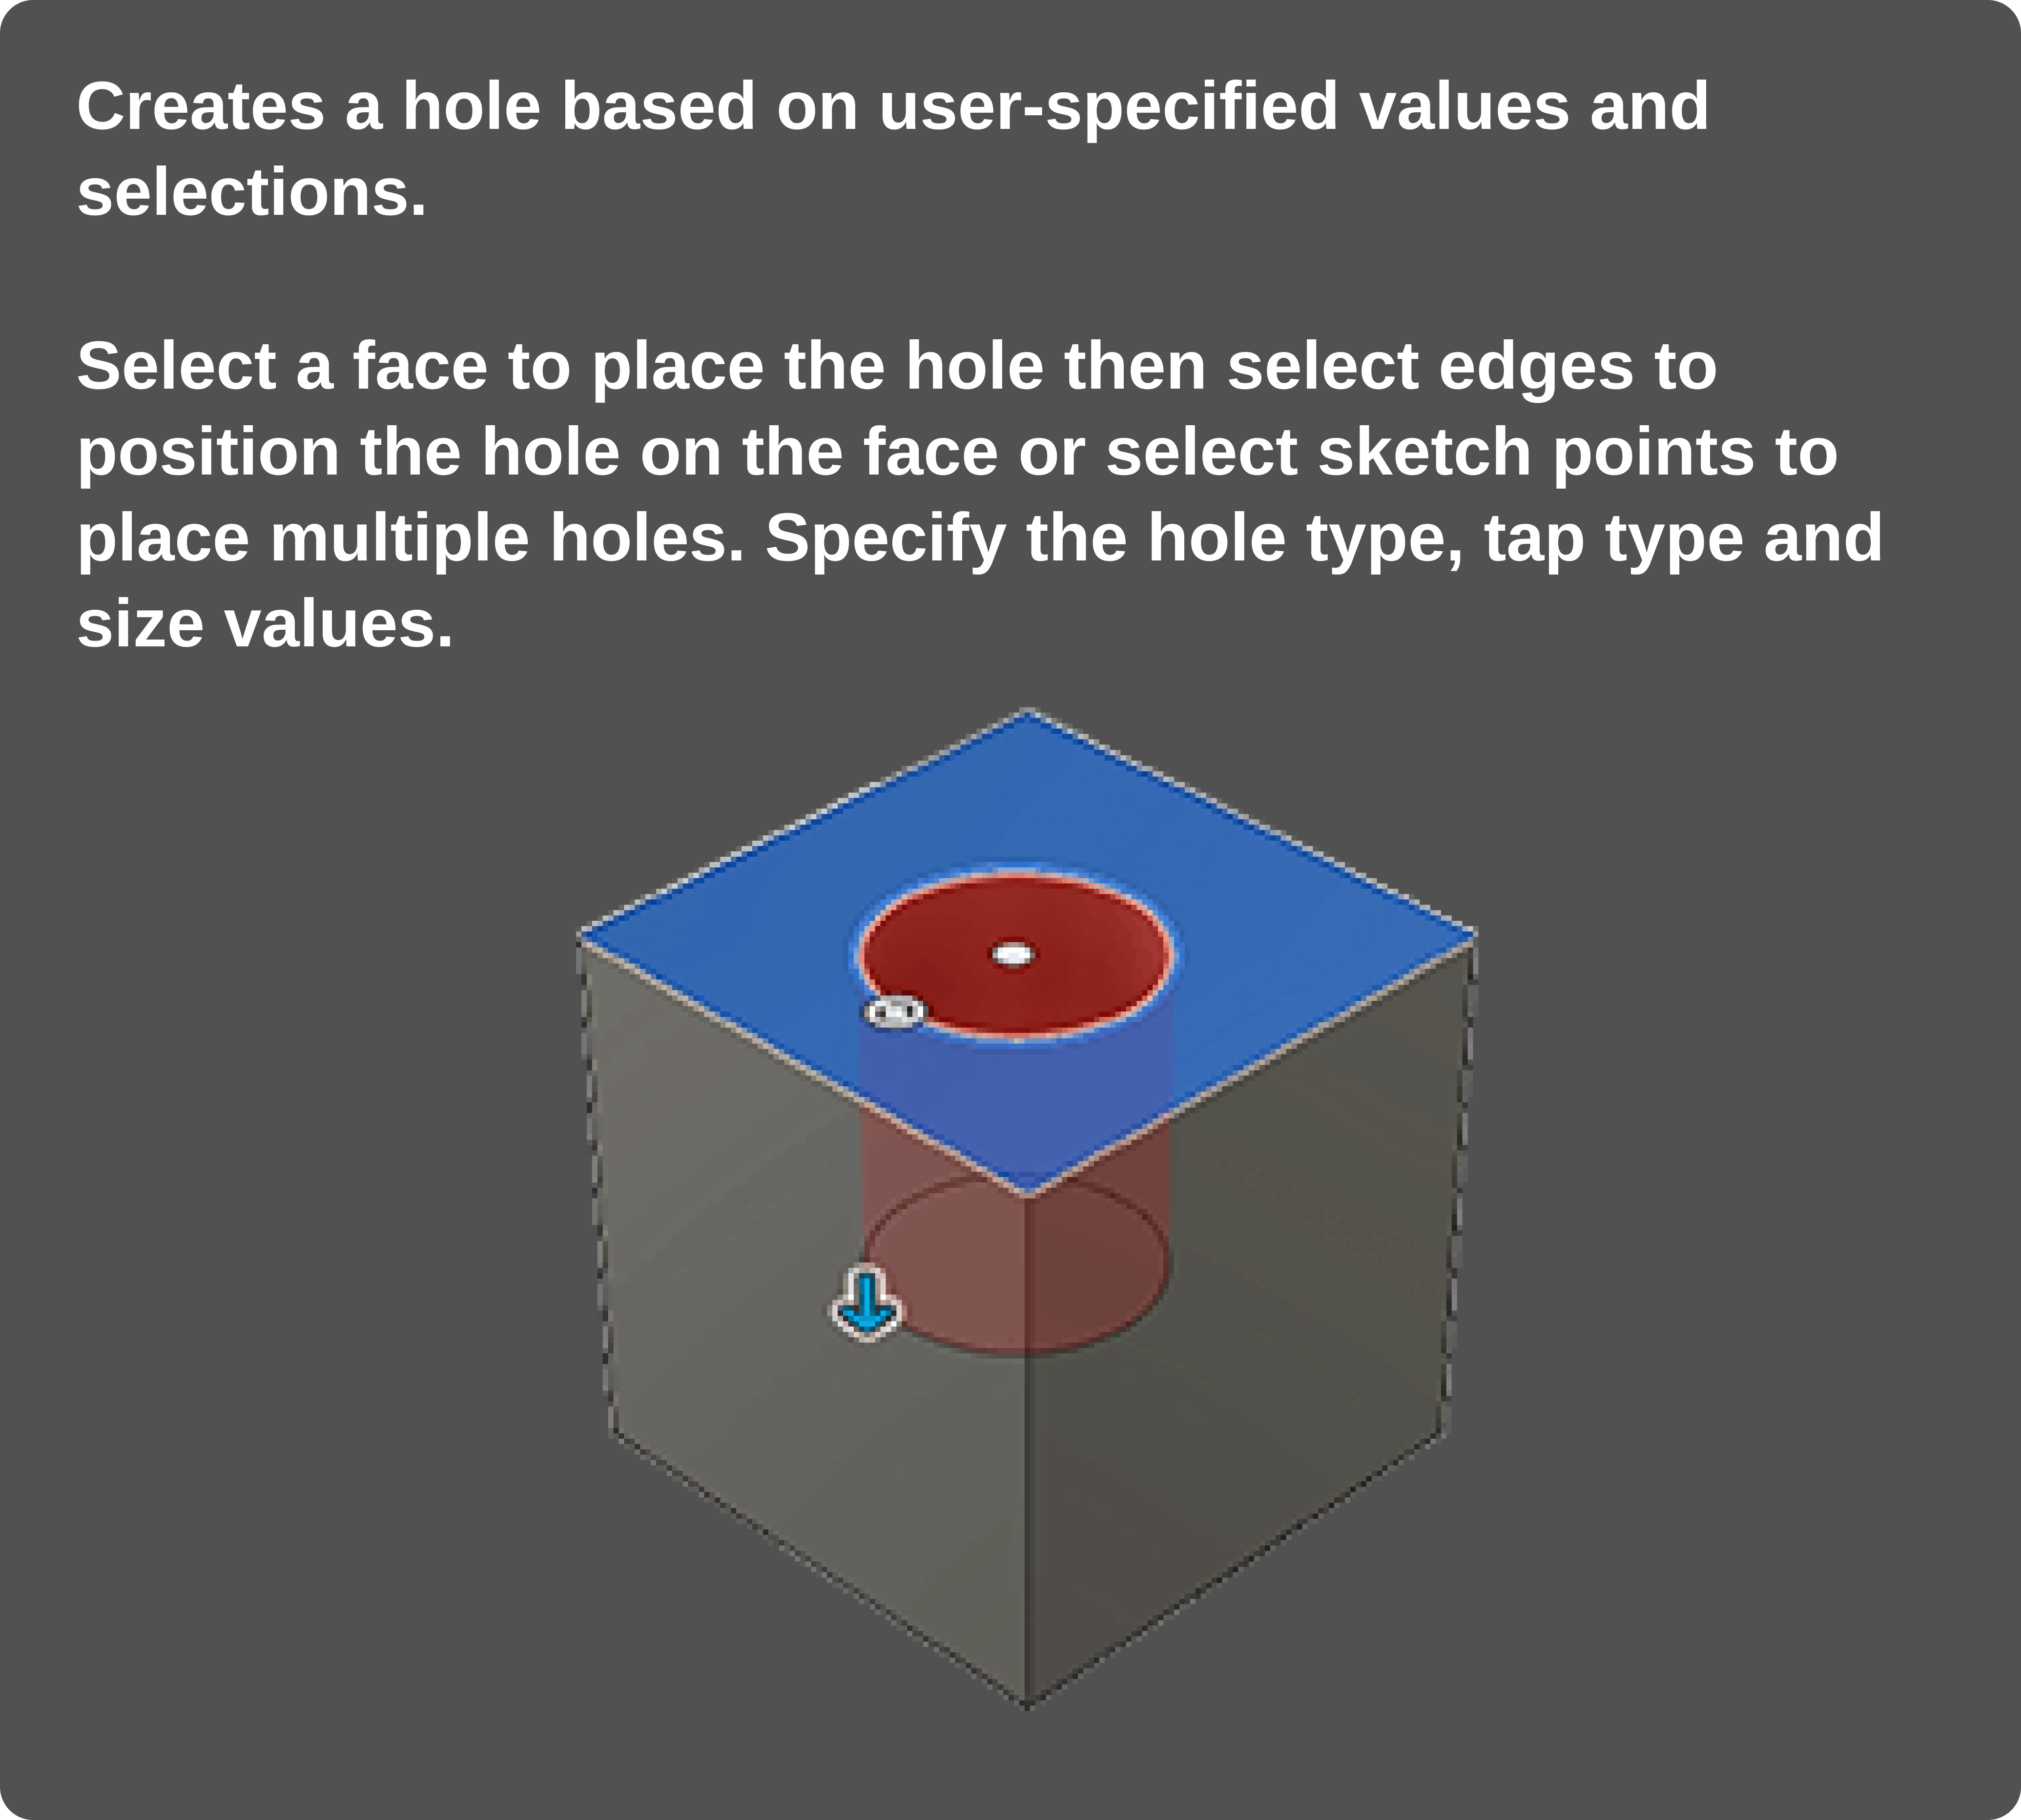 Creates a hole based on user-specified values and
selections.
Select a face to place the hole then select edges to
position the hole on the face or select sketch points to
place multiple holes. Specify the hole type, tap type and
size values.